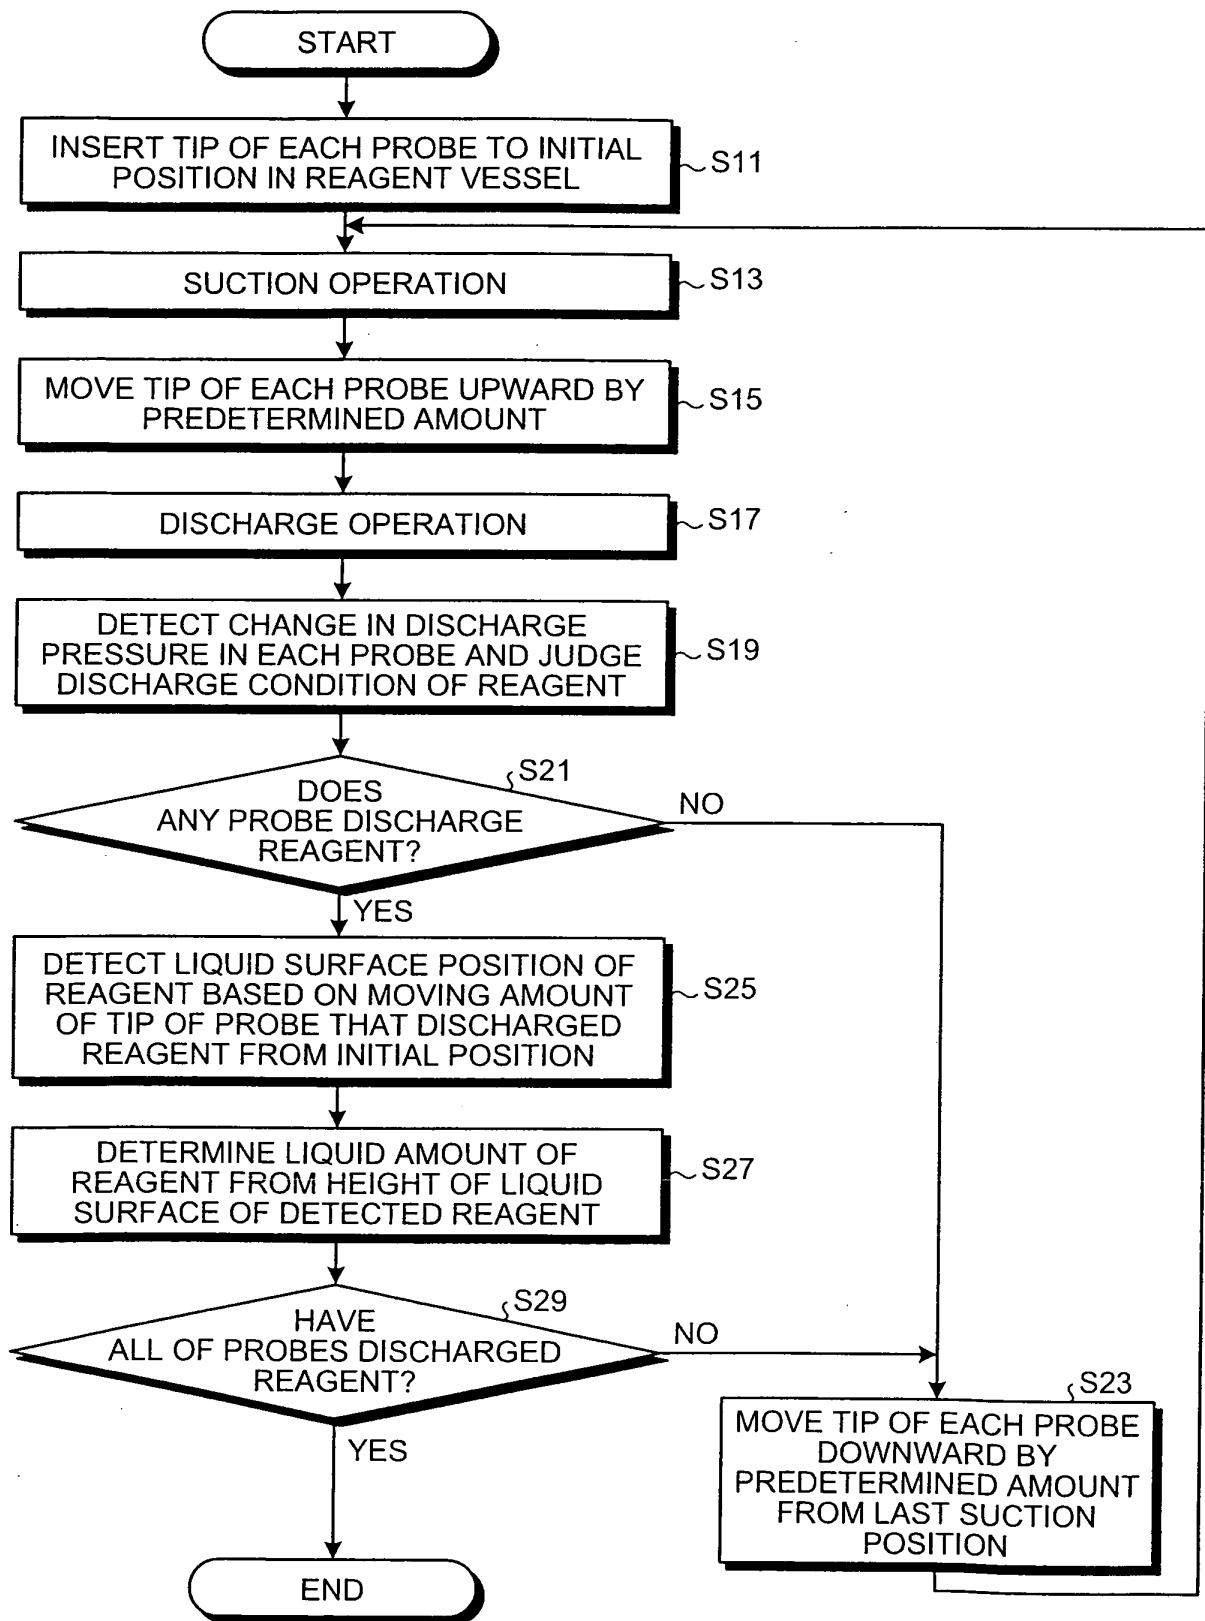 START
INSERT TIP OF EACH PROBE TO INITIAL
POSITION IN REAGENT VESSEL
S11
SUCTION OPERATION
S13
MOVE TIP OF EACH PROBE UPWARD BY
PREDETERMINED AMOUNT
S15
DISCHARGE OPERATION
S17
DETECT CHANGE IN DISCHARGE
PRESSURE IN EACH PROBE AND JUDGE
DISCHARGE CONDITION OF REAGENT
S19
S21
DOES
ANY PROBE DISCHARGE
REAGENT?
NO
YES
DETECT LIQUID SURFACE POSITION OF
REAGENT BASED ON MOVING AMOUNT
OF TIP OF PROBE THAT DISCHARGED
REAGENT FROM INITIAL POSITION
S25
DETERMINE LIQUID AMOUNT OF
REAGENT FROM HEIGHT OF LIQUID
SURFACE OF DETECTED REAGENT
S27
S29
HAVE
ALL OF PROBES DISCHARGED
REAGENT?
NO
YES
S23
MOVE TIP OF EACH PROBE
DOWNWARD BY
PREDETERMINED AMOUNT
FROM LAST SUCTION
POSITION
END